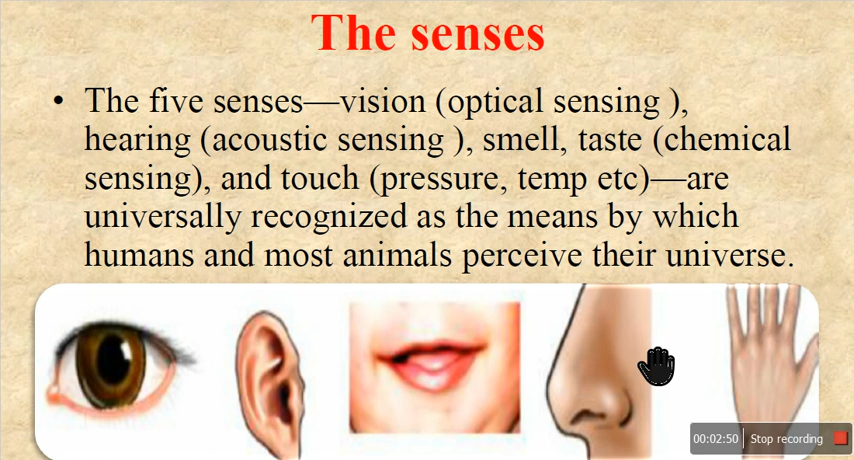 The senses
• The five senses—vision (optical sensing ),
hearing (acoustic sensing ), smell, taste (chemical
sensing), and touch (pressure, temp etc)—are
universally recognized as the means by which
humans and most animals perceive their universe.
00:02:50 Stop recording